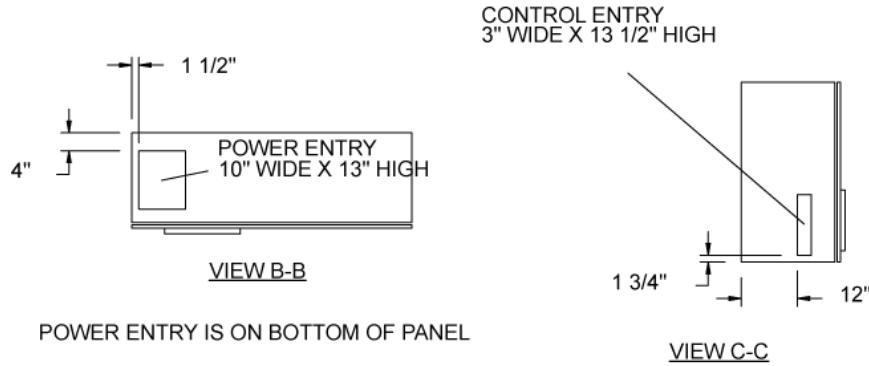 CONTROL ENTRY
3" WIDE X 13 1/2" HIGH
1 1/2"
POWER ENTRY
10" WIDE X 13" HIGH
4"
VIEW B-B
1 3/4"
12"
POWER ENTRY IS ON BOTTOM OF PANEL
VIEW C-C